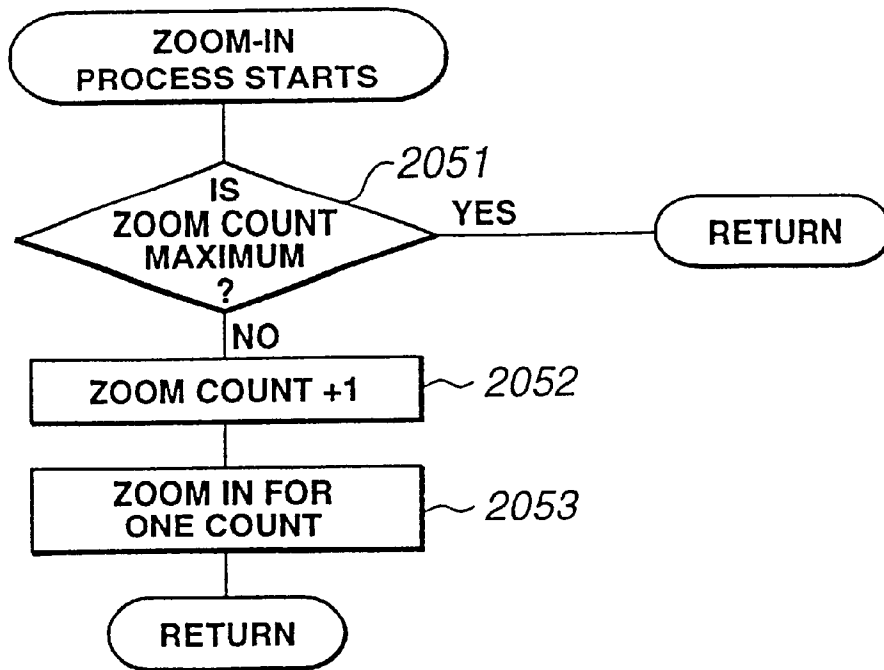 ZOOM-IN
PROCESS STARTS
2051
IS
ZOOM COUNT
MAXIMUM
?
YES
RETURN
NO
ZOOM COUNT +1
2052
ZOOM IN FOR
ONE COUNT
2053
RETURN